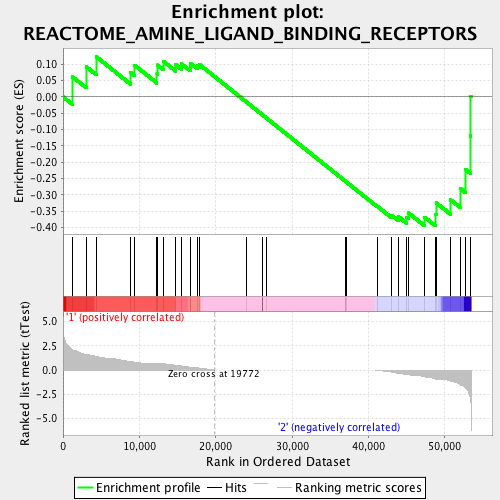 Enrichment plot:
REACTOME_AMINE_LIGAND_BINDING_RECEPTORS
Enrichment score (ES)
0.10
0.05
0.00
-0.05
-0.10
-0.15
-0.20
-0.25
-0.30
-0.35
-0.40
Ranked list metric (tTest)
5.0
2.5
0.0
-2.5
-5.0
'1' (positively correlated)
Zero cross at 19772
'2' (negatively correlated)
0
10,000
20,000
30,000
40,000
50,000
Rank in Ordered Dataset
Enrichment profile
Hits
Ranking metric scores